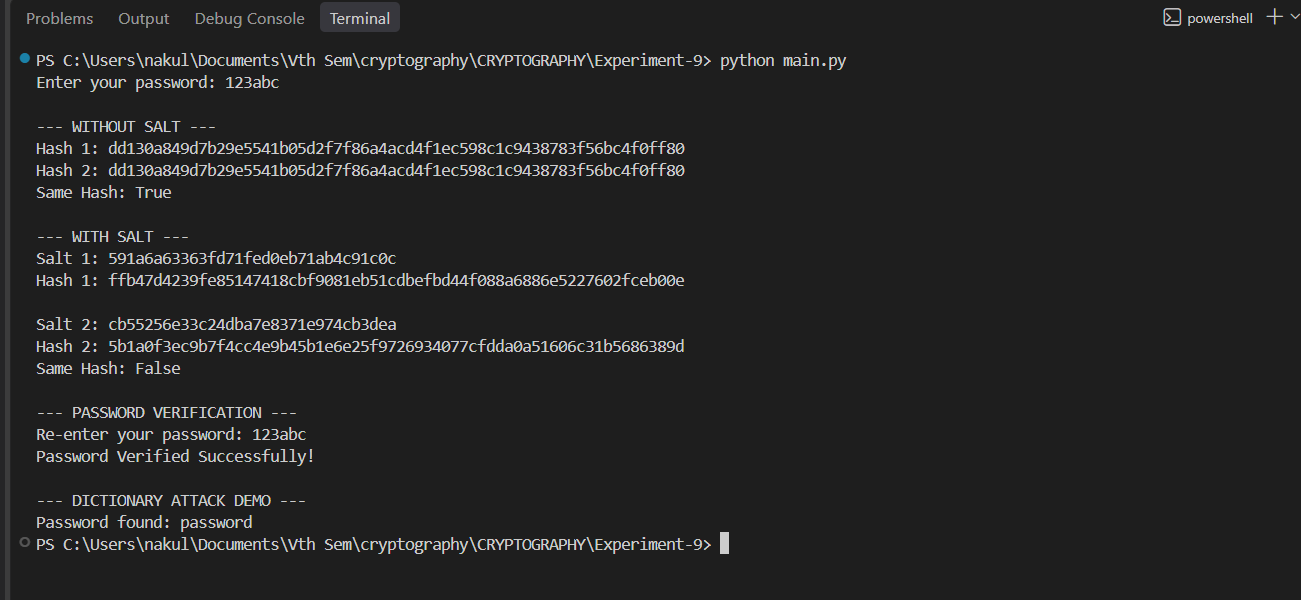 Problems Output Debug Console Terminal powershell
PS C:\Users\nakul\Documents\Vth Sem\cryptography\CRYPTOGRAPHY\Experiment-9> python main.py
Enter your password: 123abc
--- WITHOUT SALT ---
Hash 1: dd130a849d7b29e5541b05d2f7f86a4acd4f1ec598c1c9438783f56bc4f0ff80
Hash 2: dd130a849d7b29e5541b05d2f7f86a4acd4f1ec598c1c9438783f56bc4f0ff80
Same Hash: True
--- WITH SALT ---
Salt 1: 591a6a63363fd71fed0eb71ab4c91c0c
Hash 1: ffb47d4239fe85147418cbf9081eb51cdbefbd44f088a6886e5227602fceb00e
Salt 2: cb55256e33c24dba7e8371e974cb3dea
Hash 2: 5b1a0f3ec9b7f4cc4e9b45b1e6e25f9726934077cfdda0a51606c31b5686389d
Same Hash: False
--- PASSWORD VERIFICATION ---
Re-enter your password: 123abc
Password Verified Successfully!
--- DICTIONARY ATTACK DEMO ---
Password found: password
PS C:\Users\nakul\Documents\Vth Sem\cryptography\CRYPTOGRAPHY\Experiment-9>